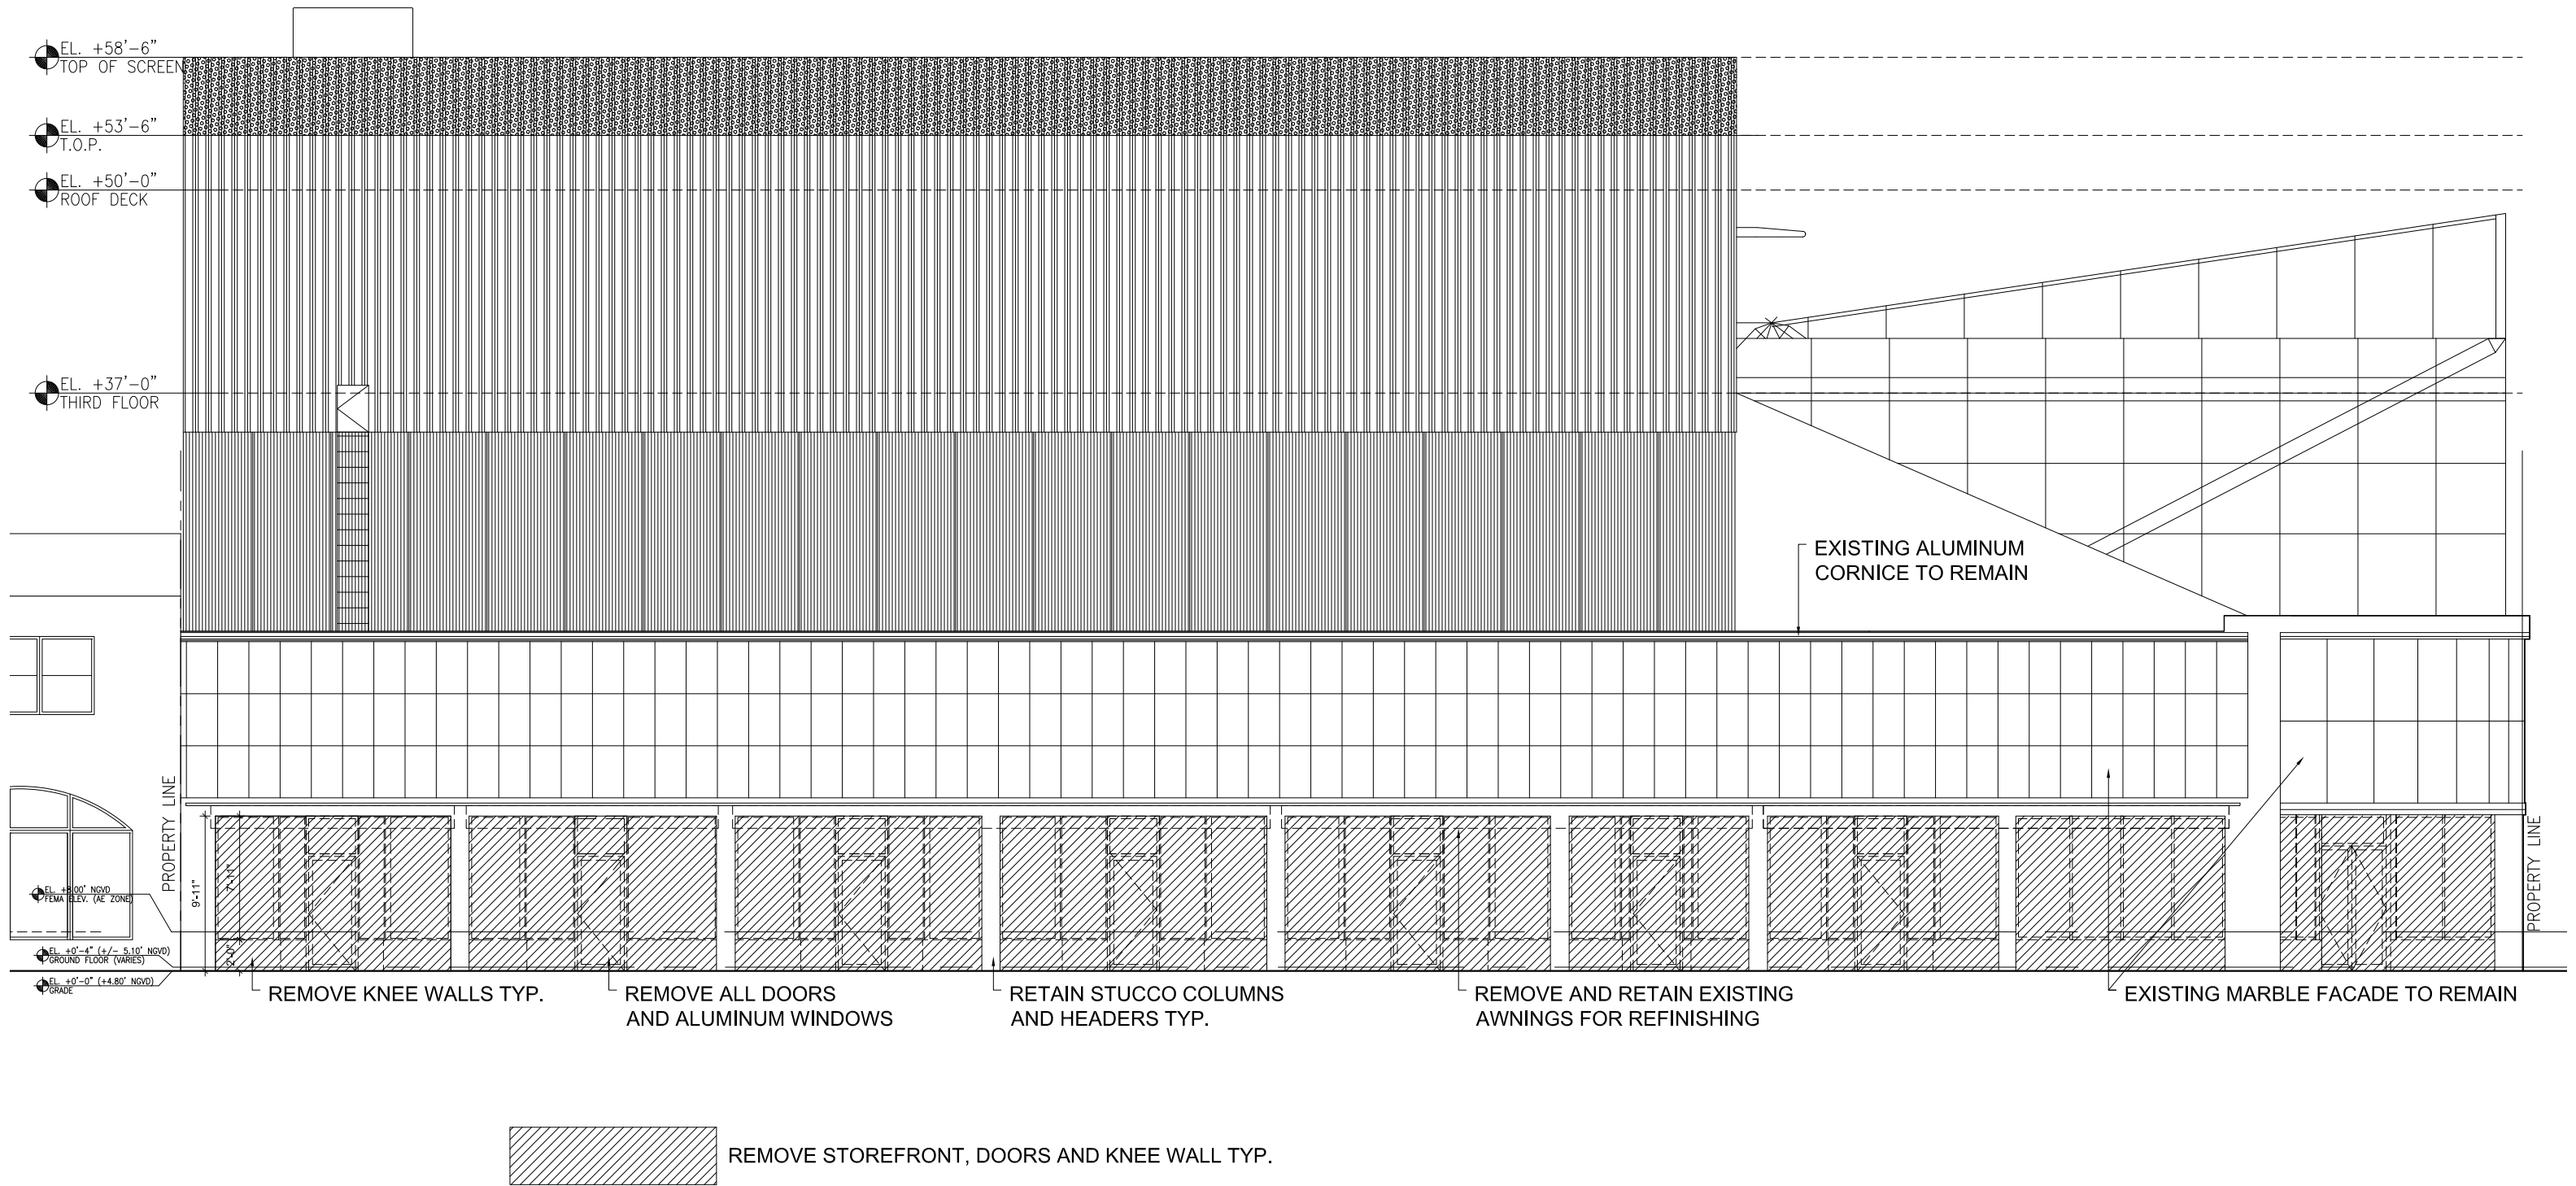 EL. +58'-6"
TOP OF SCREEN
EL. +53'-6"
T.O.P.
EL. +50'-0"
ROOF DECK
EL. +37'-0"
THIRD FLOOR
EXISTING ALUMINUM
CORNICE TO REMAIN
PROPERTY LINE
9'-11"
7'-11"
2'-0"
PROPERTY LINE
EL. +8.00' NGVD
FEMA ELEV. (AE ZONE)
EL. +0'-4" (+/- 5.10' NGVD)
GROUND FLOOR (VARIES)
EL. +0'-0" (+4.80' NGVD)
GRADE
REMOVE KNEE WALLS TYP.
REMOVE ALL DOORS
AND ALUMINUM WINDOWS
RETAIN STUCCO COLUMNS
AND HEADERS TYP.
REMOVE AND RETAIN EXISTING
AWNINGS FOR REFINISHING
EXISTING MARBLE FACADE TO REMAIN
REMOVE STOREFRONT, DOORS AND KNEE WALL TYP.